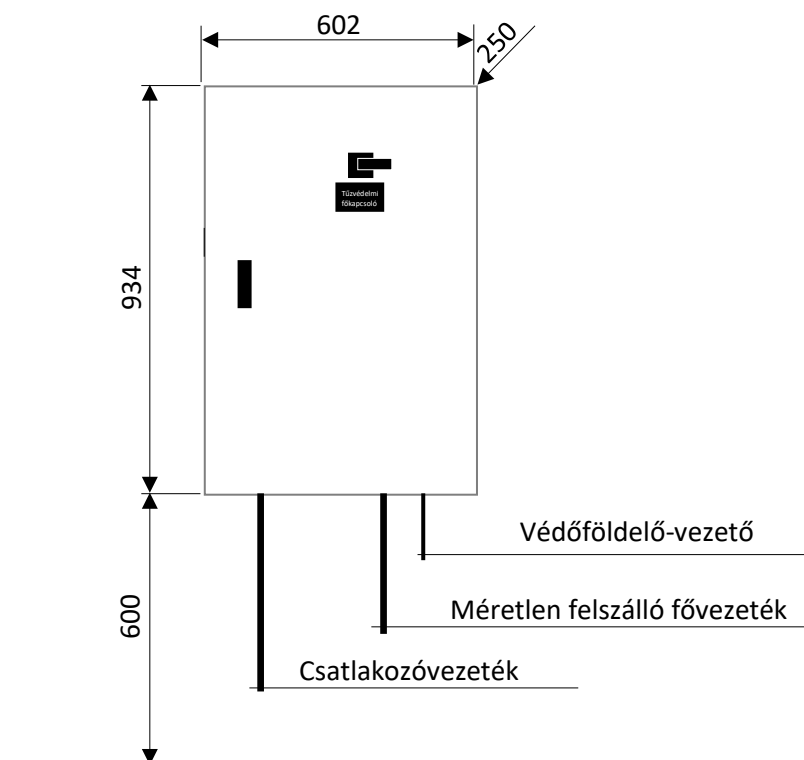 602
250
Tűzvédelmi
főkapcsoló
934
Védőföldelő-vezető
600
Méretlen felszálló fővezeték
Csatlakozóvezeték